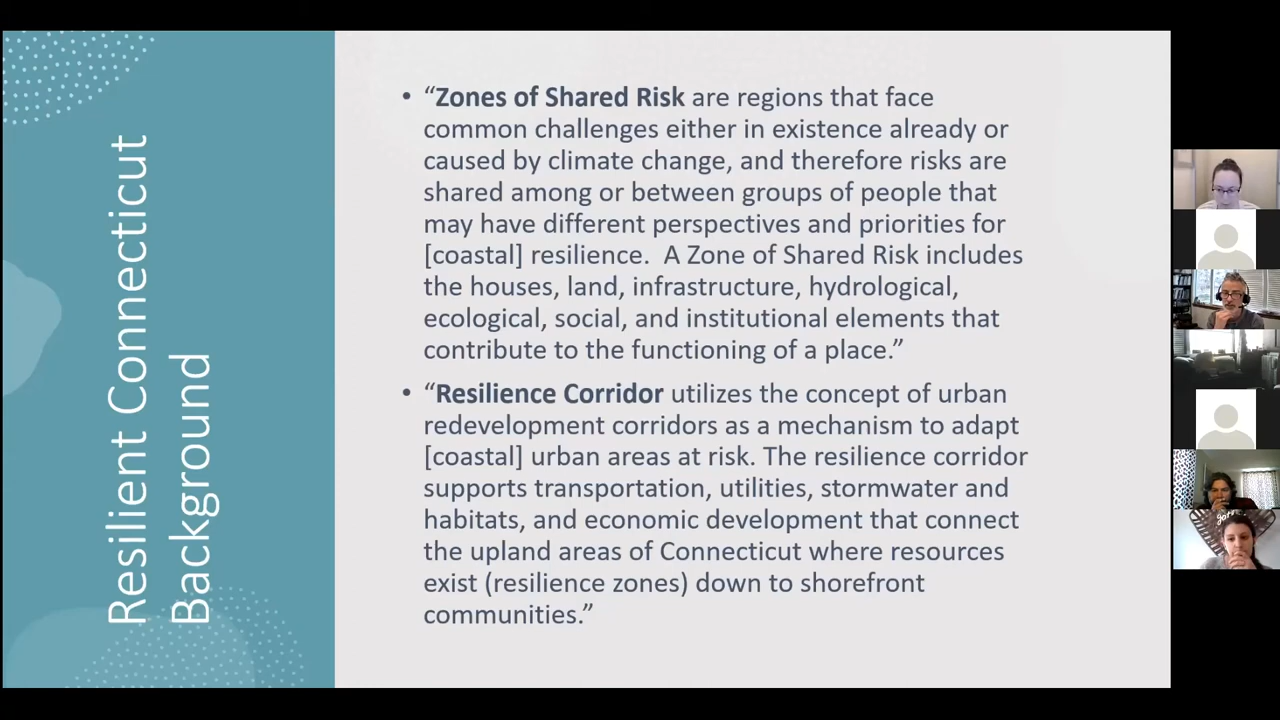 Resilient Connecticut
Background
• “Zones of Shared Risk are regions that face
common challenges either in existence already or
caused by climate change, and therefore risks are
shared among or between groups of people that
may have different perspectives and priorities for
[coastal] resilience.  A Zone of Shared Risk includes
the houses, land, infrastructure, hydrological,
ecological, social, and institutional elements that
contribute to the functioning of a place.”
• “Resilience Corridor utilizes the concept of urban
redevelopment corridors as a mechanism to adapt
[coastal] urban areas at risk. The resilience corridor
supports transportation, utilities, stormwater and
habitats, and economic development that connect
the upland areas of Connecticut where resources
exist (resilience zones) down to shorefront
communities.”